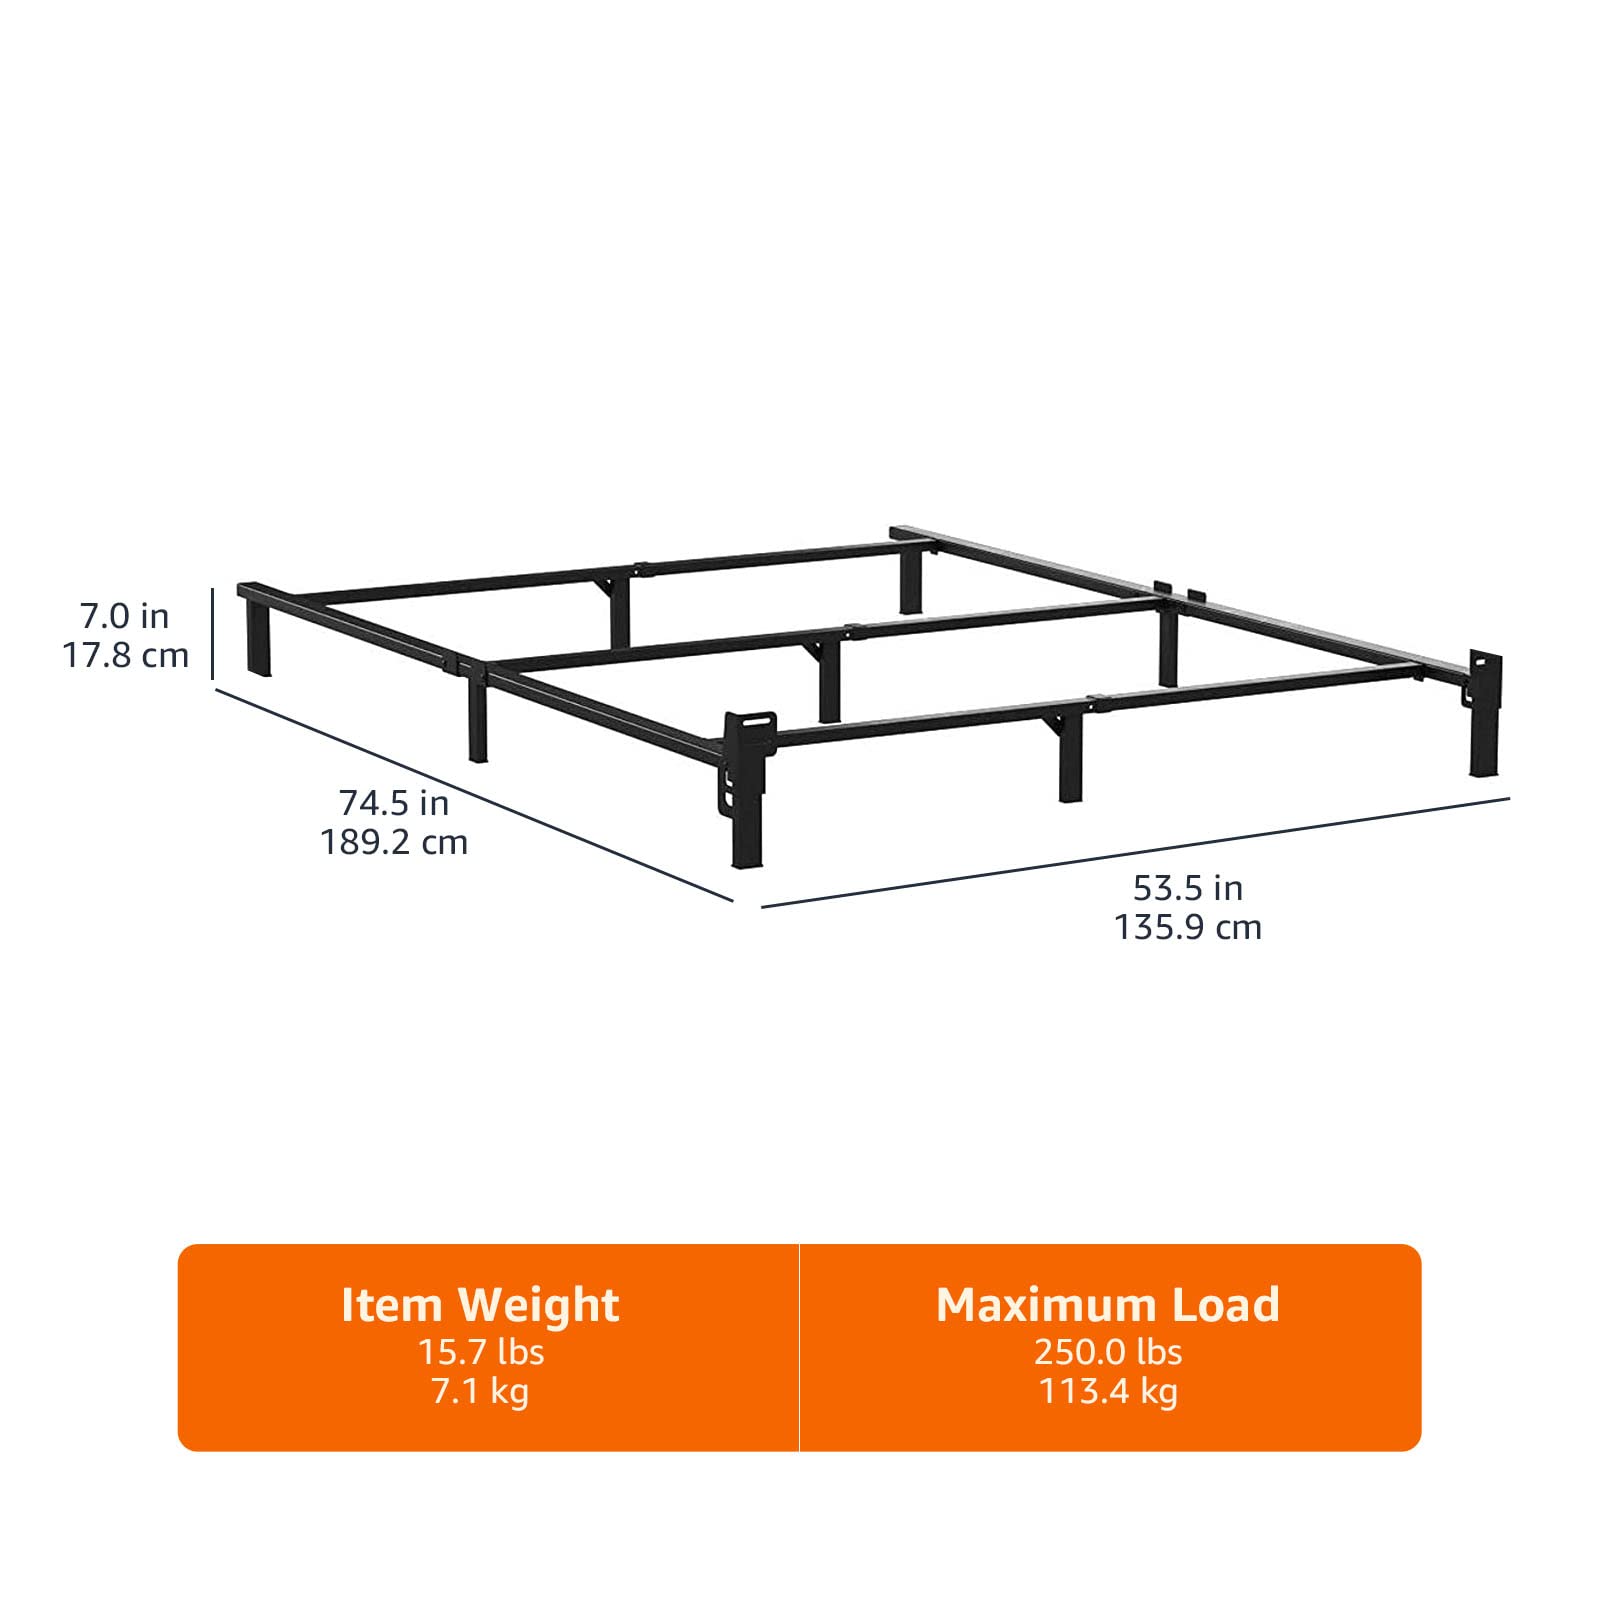 7.0 in
17.8 cm
74.5 in
189.2 cm
53.5 in
135.9 cm
Item Weight
15.7 lbs
7.1 kg
Maximum Load
250.0 lbs
113.4 kg